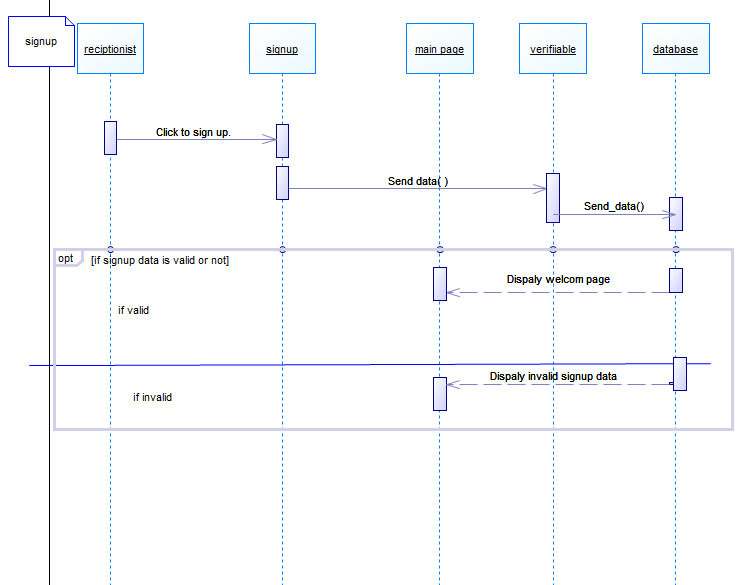 signup
reciptionist
signup
main page
verifiiable
database
Click to sign up.
Send data( )
Send_data()
opt
[if signup data is valid or not]
Dispaly welcom page
if valid
Dispaly invalid signup data
if invalid